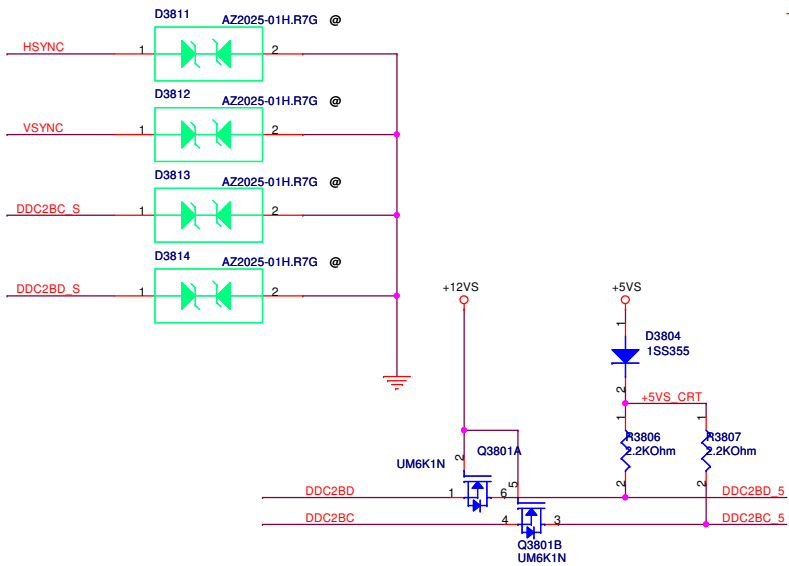 D3811
AZ2025-01H.R7G @
HSYNC
1
2
D3812
AZ2025-01H.R7G @
VSYNC
1
2
D3813
AZ2025-01H.R7G @
DDC2BC_S
1
2
D3814
AZ2025-01H.R7G @
DDC2BD_S
1
2
+12VS
+5VS
1
D3804
1SS355
2
+5VS_CRT
1
1
R3806
2.2KOhm
R3807
2.2KOhm
2
2
Q3801A
UM6K1N
2
5
DDC2BD
1
6
DDC2BD_5
DDC2BC
4
3
DDC2BC_5
Q3801B
UM6K1N